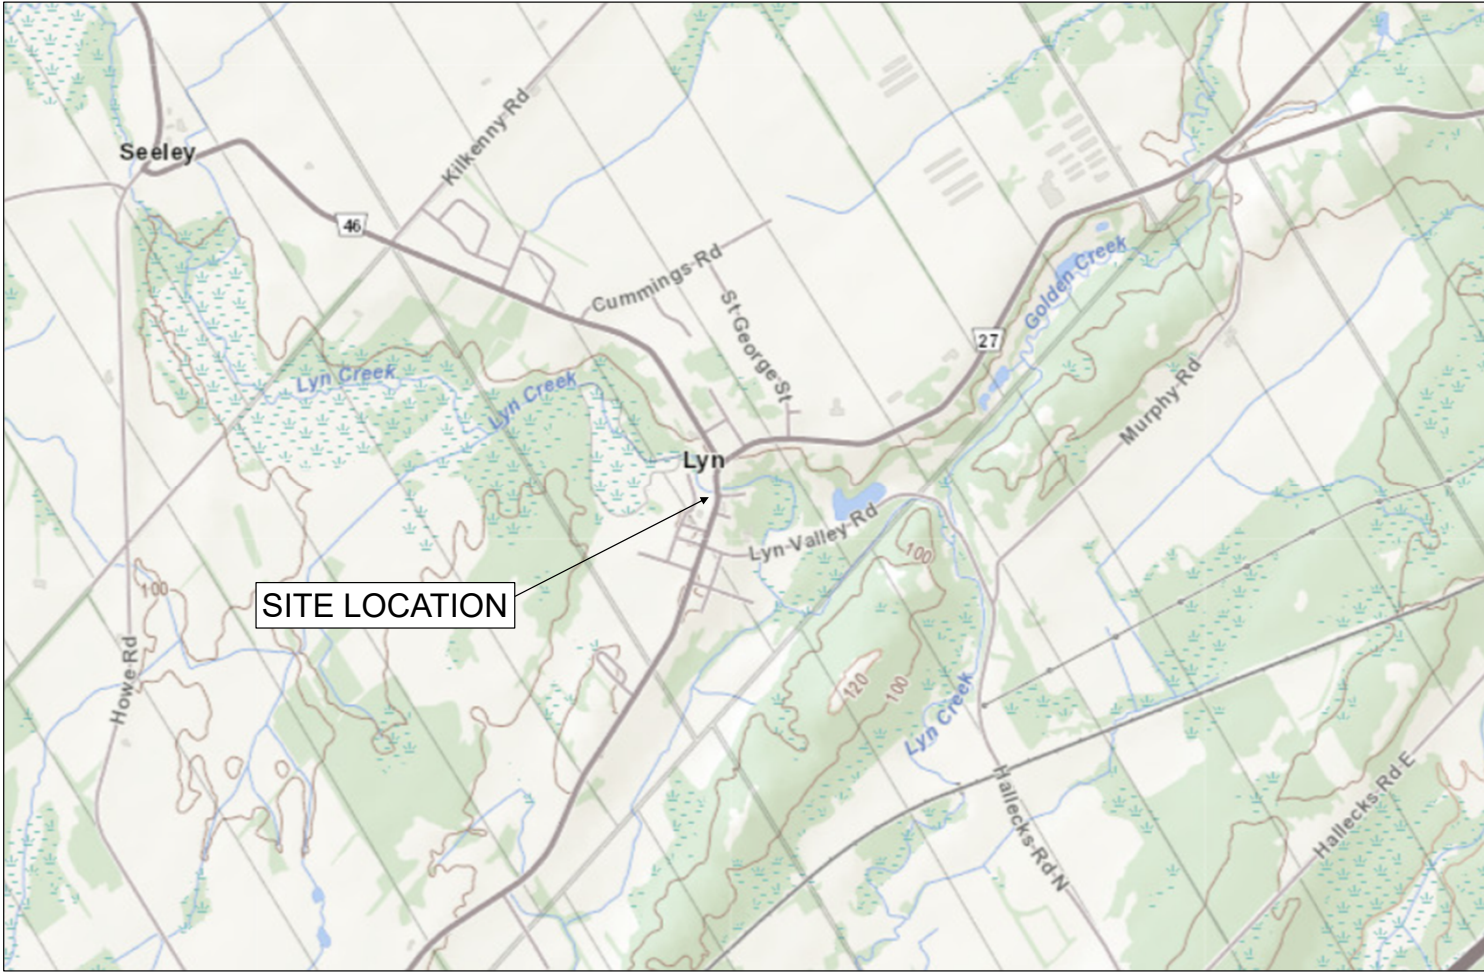 Seeley
Kilkenny Rd
46
Cummings Rd
St George St
Golden Creek
27
Murphy Rd
Lyn Creek
Lyn Creek
Lyn
Lyn Valley Rd
100
SITE LOCATION
100
Howe Rd
120
100
Lyn Creek
Hallecks Rd N
Hallecks Rd E